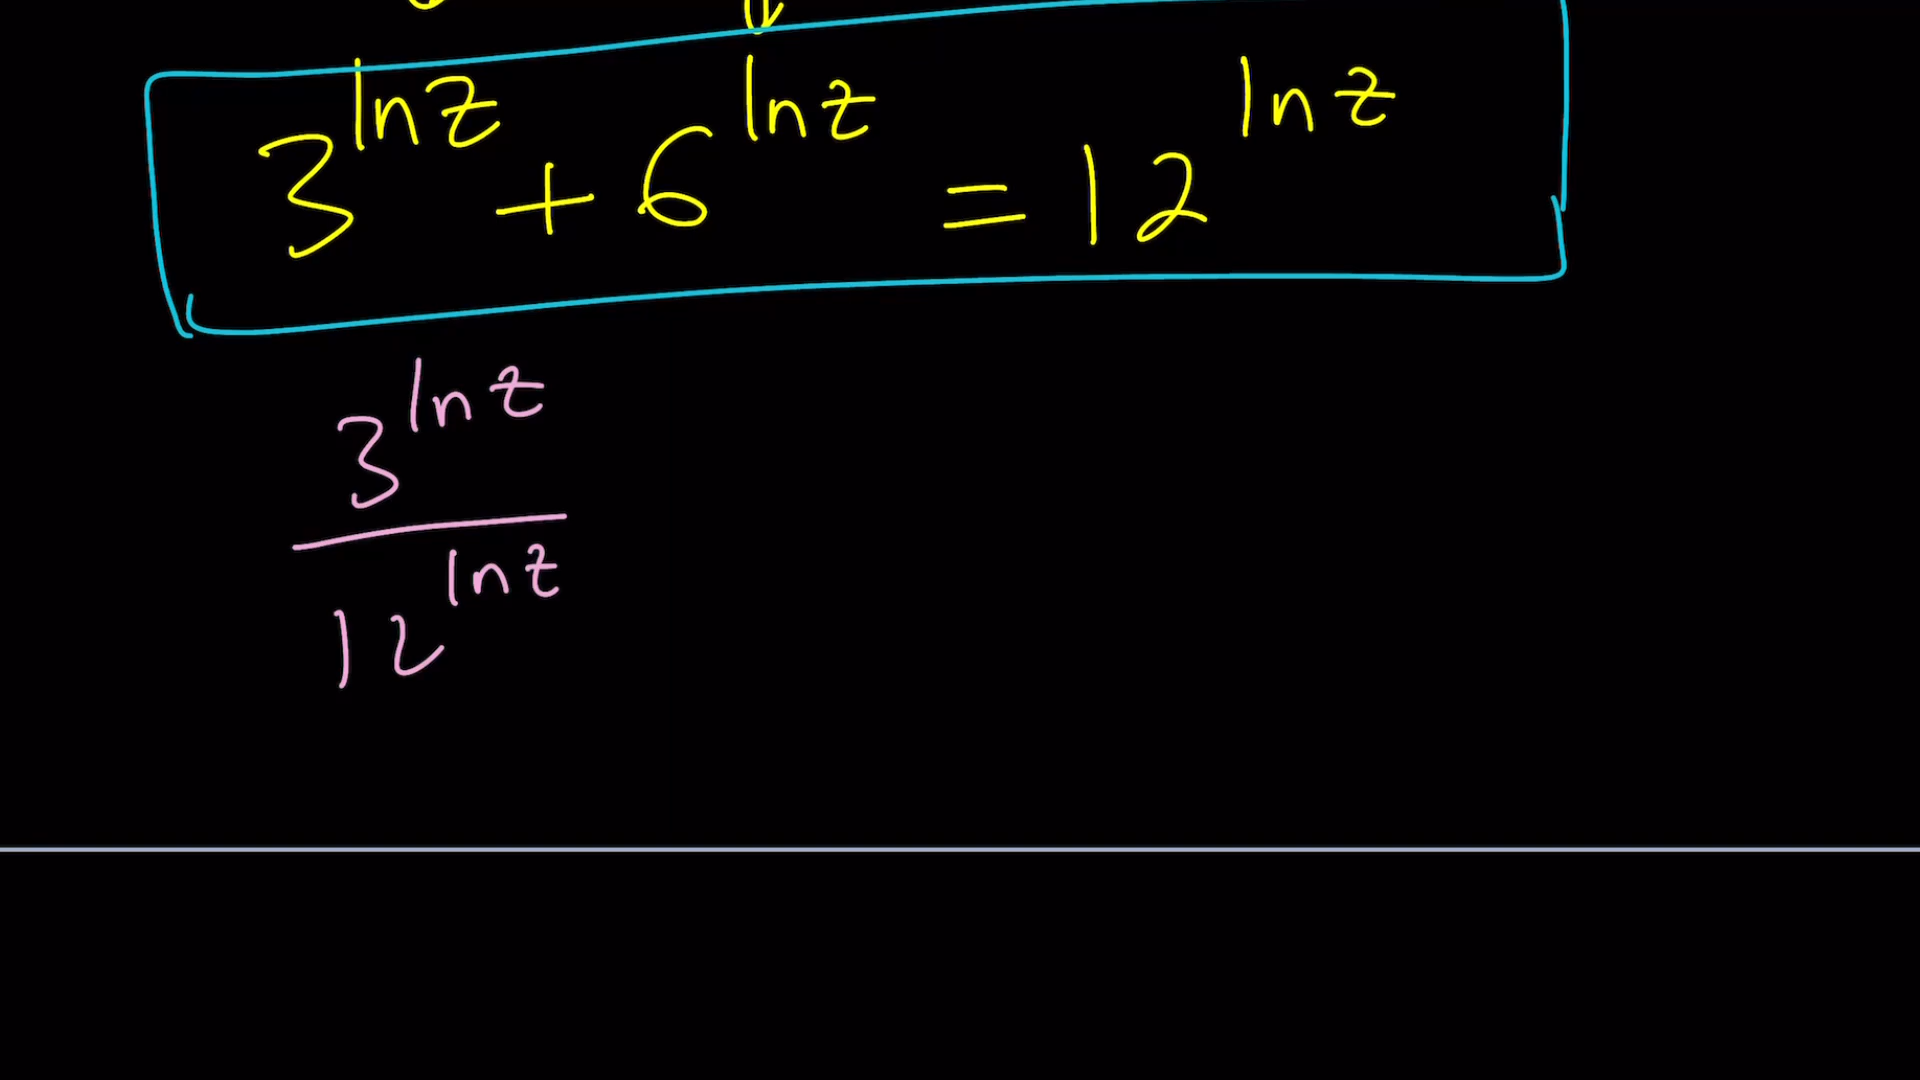 3^{ln z} + 6^{ln z} = 12^{ln z}
3^{ln z}
12^{ln z}